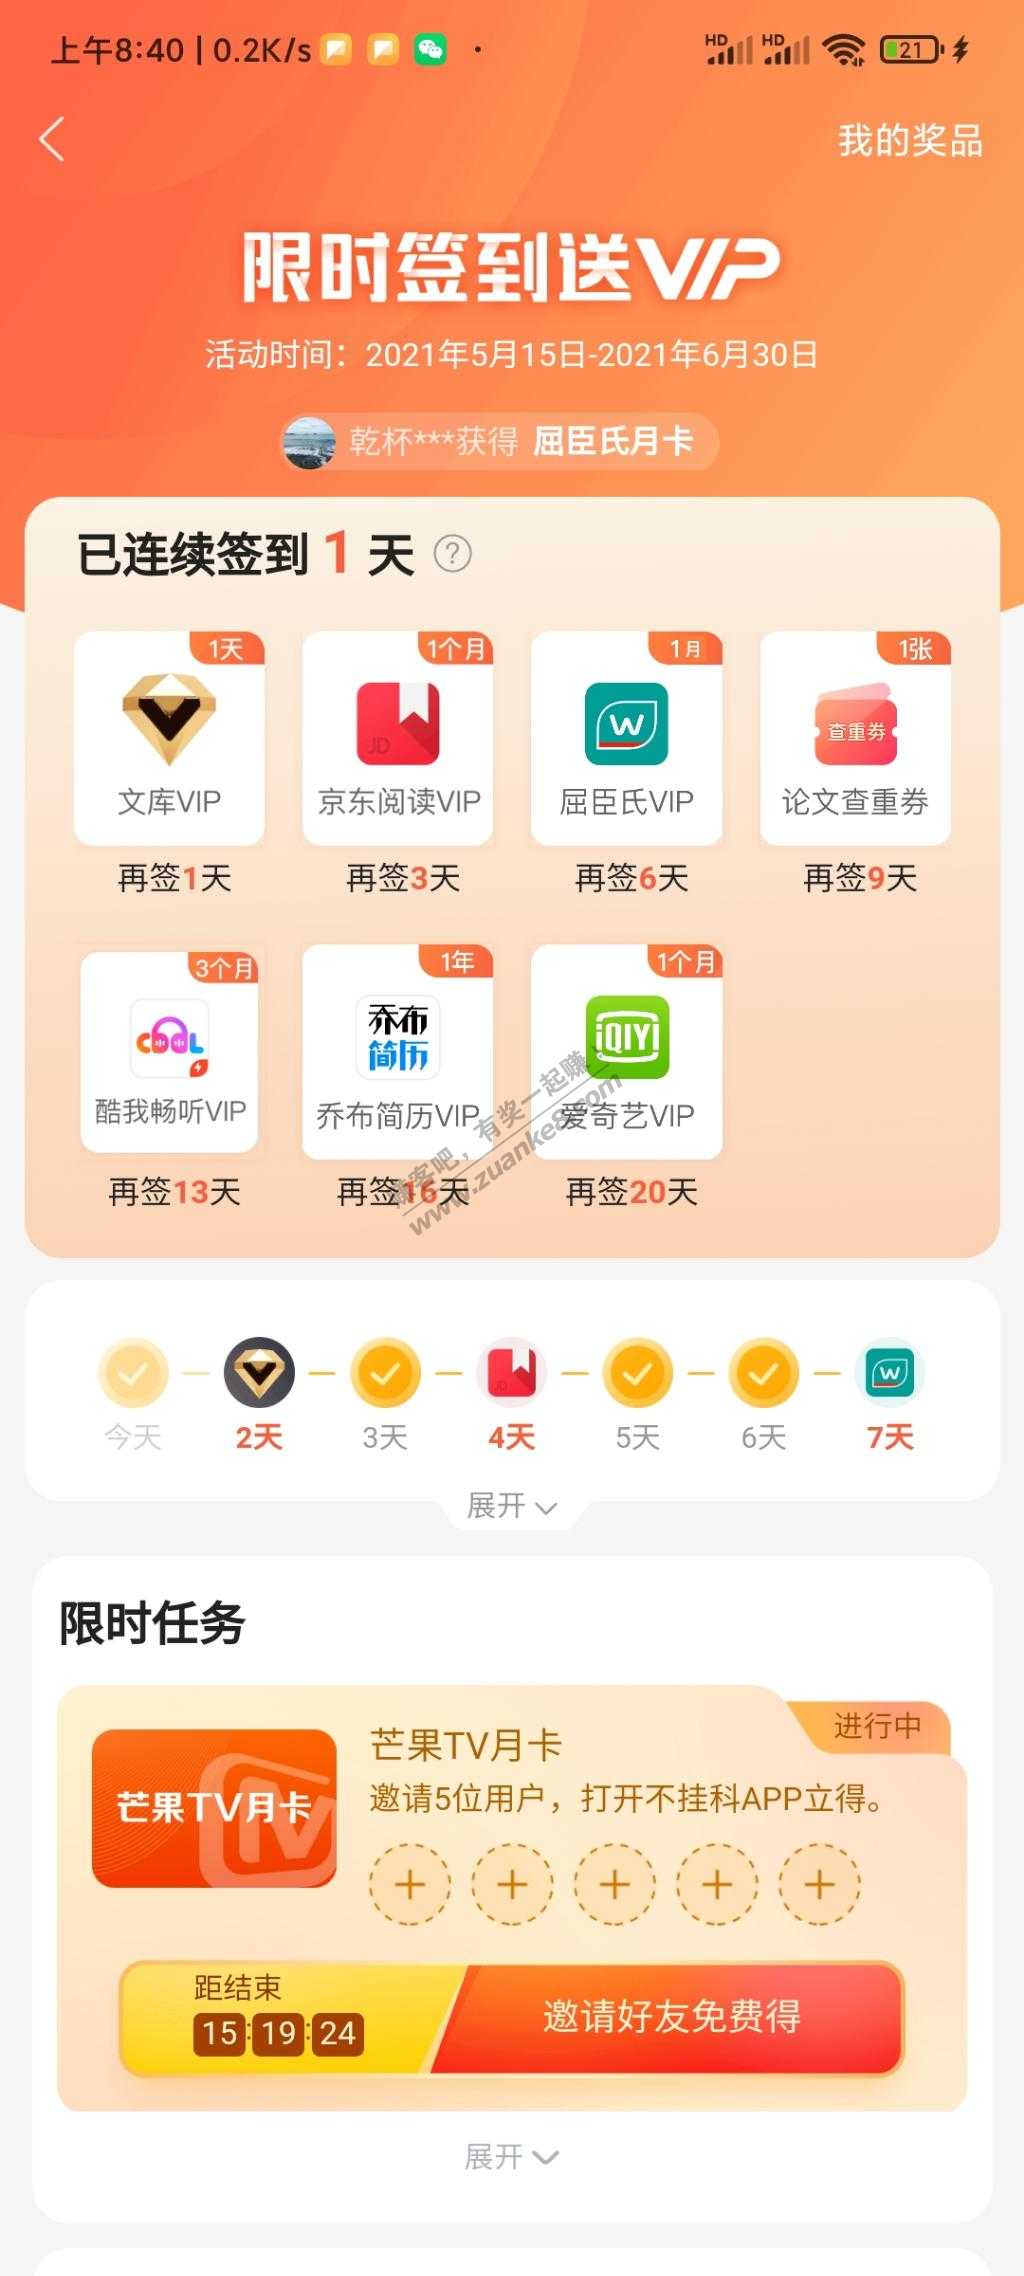 上午8:40 | 0.2K/s
HD HD 21
我的奖品
限时签到送VIP
活动时间：2021年5月15日-2021年6月30日
乾杯***获得 屈臣氏月卡
已连续签到 1 天 ?
1天 1个月 1月 1张
JD W 查重券
文库VIP 京东阅读VIP 屈臣氏VIP 论文查重券
再签1天 再签3天 再签6天 再签9天
3个月 1年 1个月
COOL 乔布简历 iQIYI
酷我畅听VIP 乔布简历VIP 爱奇艺VIP
再签13天 再签16天 再签20天
赚客吧，有奖一起赚！
www.zuanke8.com
今天 2天 3天 4天 5天 6天 7天
展开
限时任务
进行中
芒果TV月卡
芒果TV月卡
邀请5位用户，打开不挂科APP立得。
距结束
15:19:24
邀请好友免费得
展开